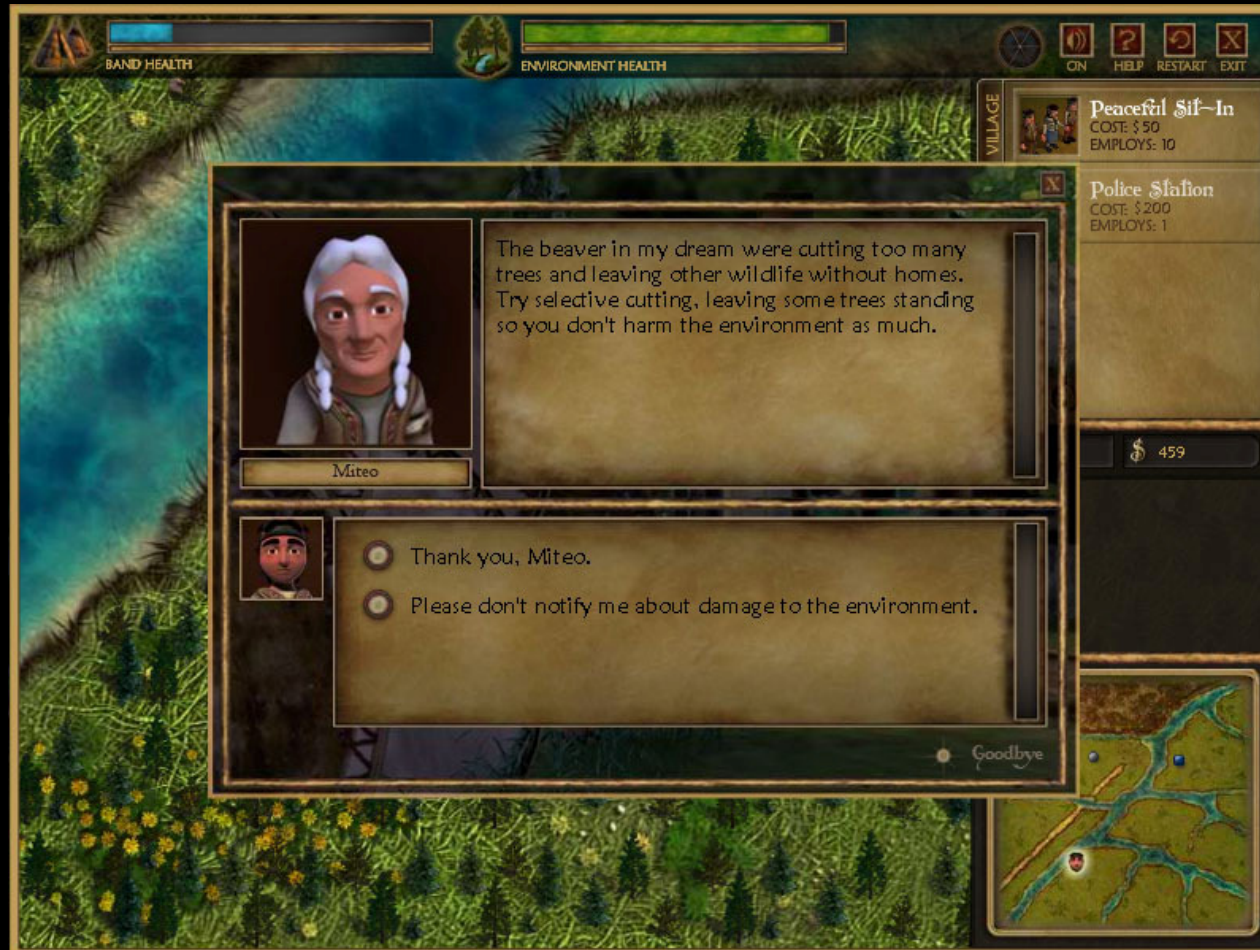 BAND HEALTH
ENVIRONMENT HEALTH
ON
HELP
RESTART
EXIT
VILLAGE
Peaceful Sit-In
COST: $50
EMPLOYS: 10
Police Station
COST: $200
EMPLOYS: 1
$ 459
The beaver in my dream were cutting too many
trees and leaving other wildlife without homes.
Try selective cutting, leaving some trees standing
so you don't harm the environment as much.
Miteo
Thank you, Miteo.
Please don't notify me about damage to the environment.
Goodbye
X